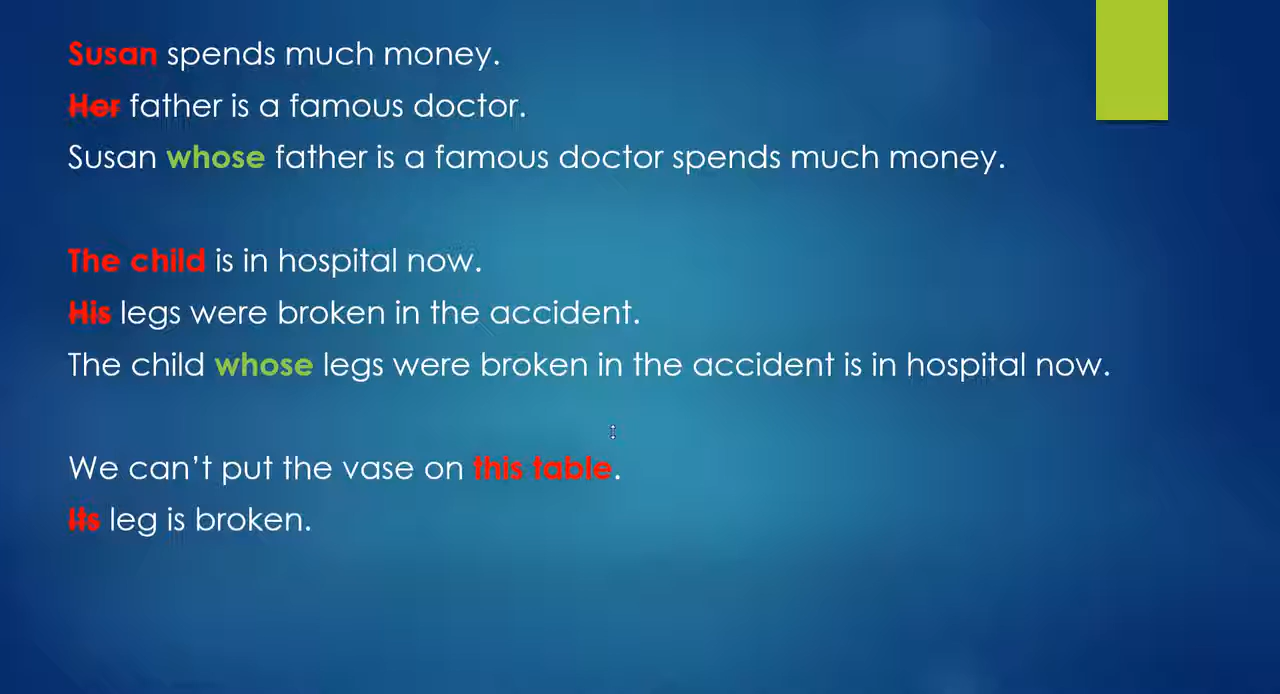 Susan spends much money.
Her father is a famous doctor.
Susan whose father is a famous doctor spends much money.
The child is in hospital now.
His legs were broken in the accident.
The child whose legs were broken in the accident is in hospital now.
We can’t put the vase on this table.
Its leg is broken.